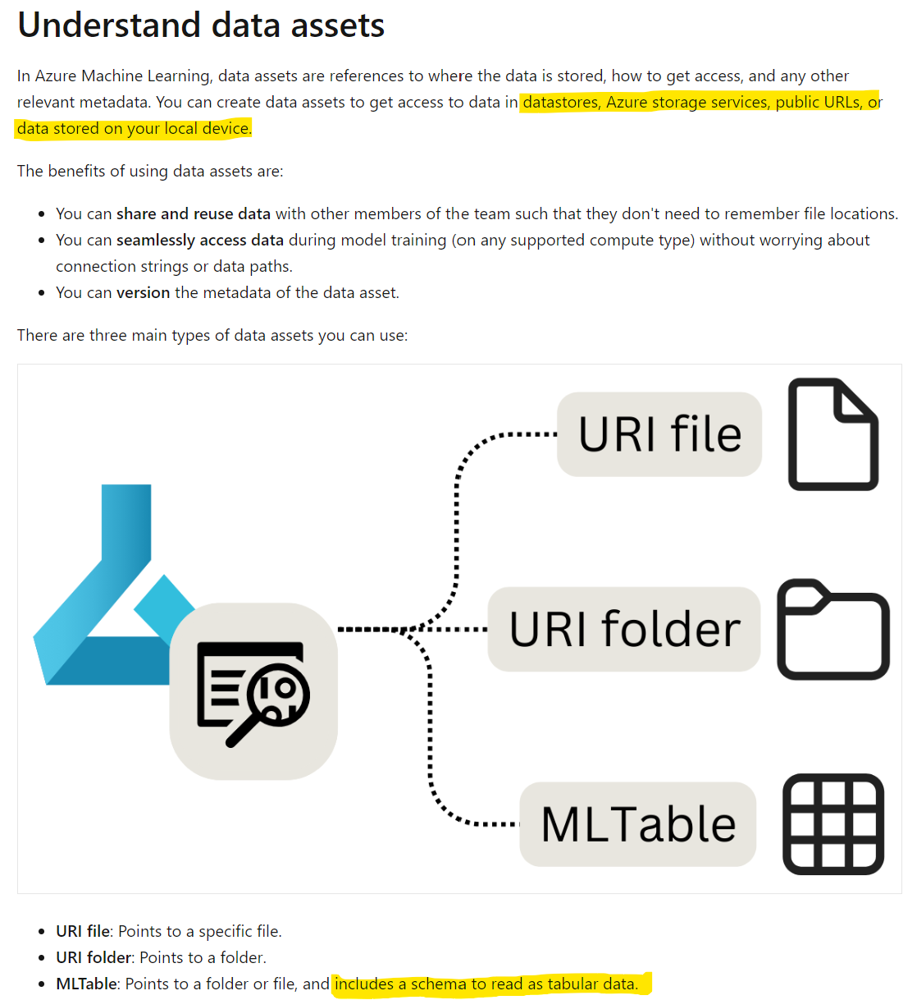 Understand data assets
In Azure Machine Learning, data assets are references to where the data is stored, how to get access, and any other
relevant metadata. You can create data assets to get access to data in datastores, Azure storage services, public URLs, or
data stored on your local device.
The benefits of using data assets are:
• You can share and reuse data with other members of the team such that they don't need to remember file locations.
• You can seamlessly access data during model training (on any supported compute type) without worrying about
connection strings or data paths.
• You can version the metadata of the data asset.
There are three main types of data assets you can use:
URI file
URI folder
MLTable
• URI file: Points to a specific file.
• URI folder: Points to a folder.
• MLTable: Points to a folder or file, and includes a schema to read as tabular data.